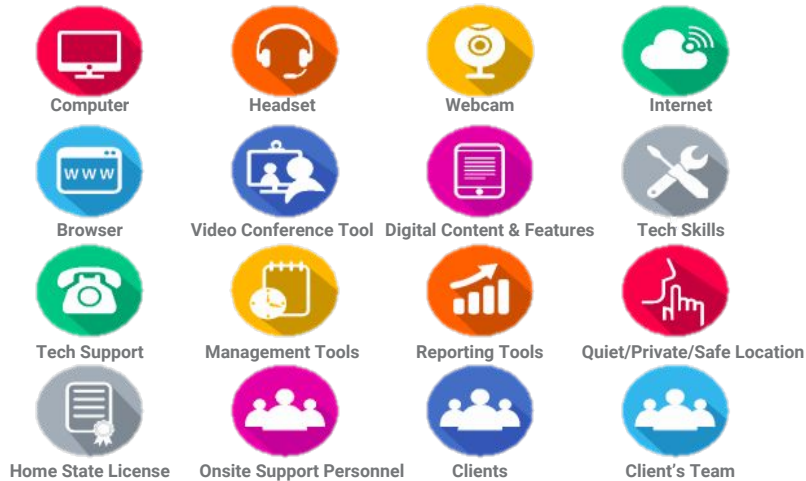 Computer
Headset
Webcam
Internet
www
Browser
Video Conference Tool
Digital Content & Features
Tech Skills
Tech Support
Management Tools
Reporting Tools
Quiet/Private/Safe Location
Home State License
Onsite Support Personnel
Clients
Client's Team